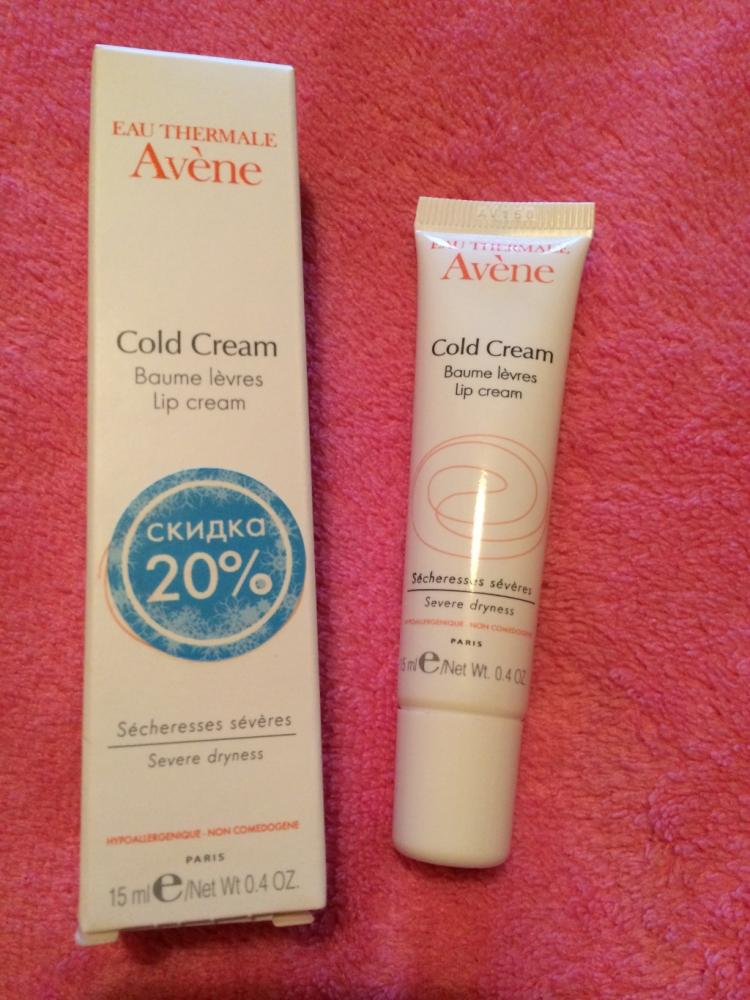 EAU THERMALE
Avène
Cold Cream
Baume lèvres
Lip cream
скидка
20%
Sécheresses sévères
Severe dryness
HYPOALLERGENIQUE - NON COMEDOGENE
PARIS
15 ml e/Net Wt 0.4 OZ.
EAU THERMALE
Avène
Cold Cream
Baume lèvres
Lip cream
Sécheresses sévères
Severe dryness
HYPOALLERGENIQUE - NON COMEDOGENE
PARIS
5 ml e/Net Wt. 0.4 OZ